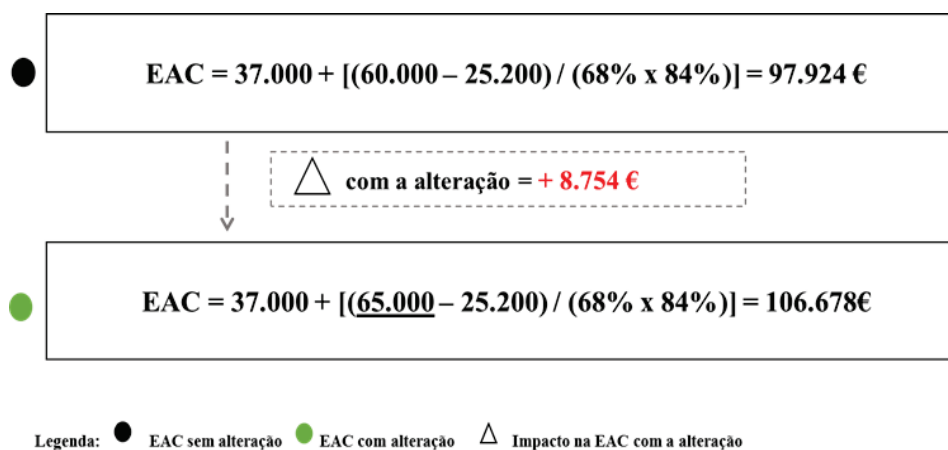 EAC = 37.000 + [(60.000 – 25.200) / (68% x 84%)] = 97.924 €
com a alteração = + 8.754 €
EAC = 37.000 + [(65.000 – 25.200) / (68% x 84%)] = 106.678€
Legenda: EAC sem alteração EAC com alteração Impacto na EAC com a alteração